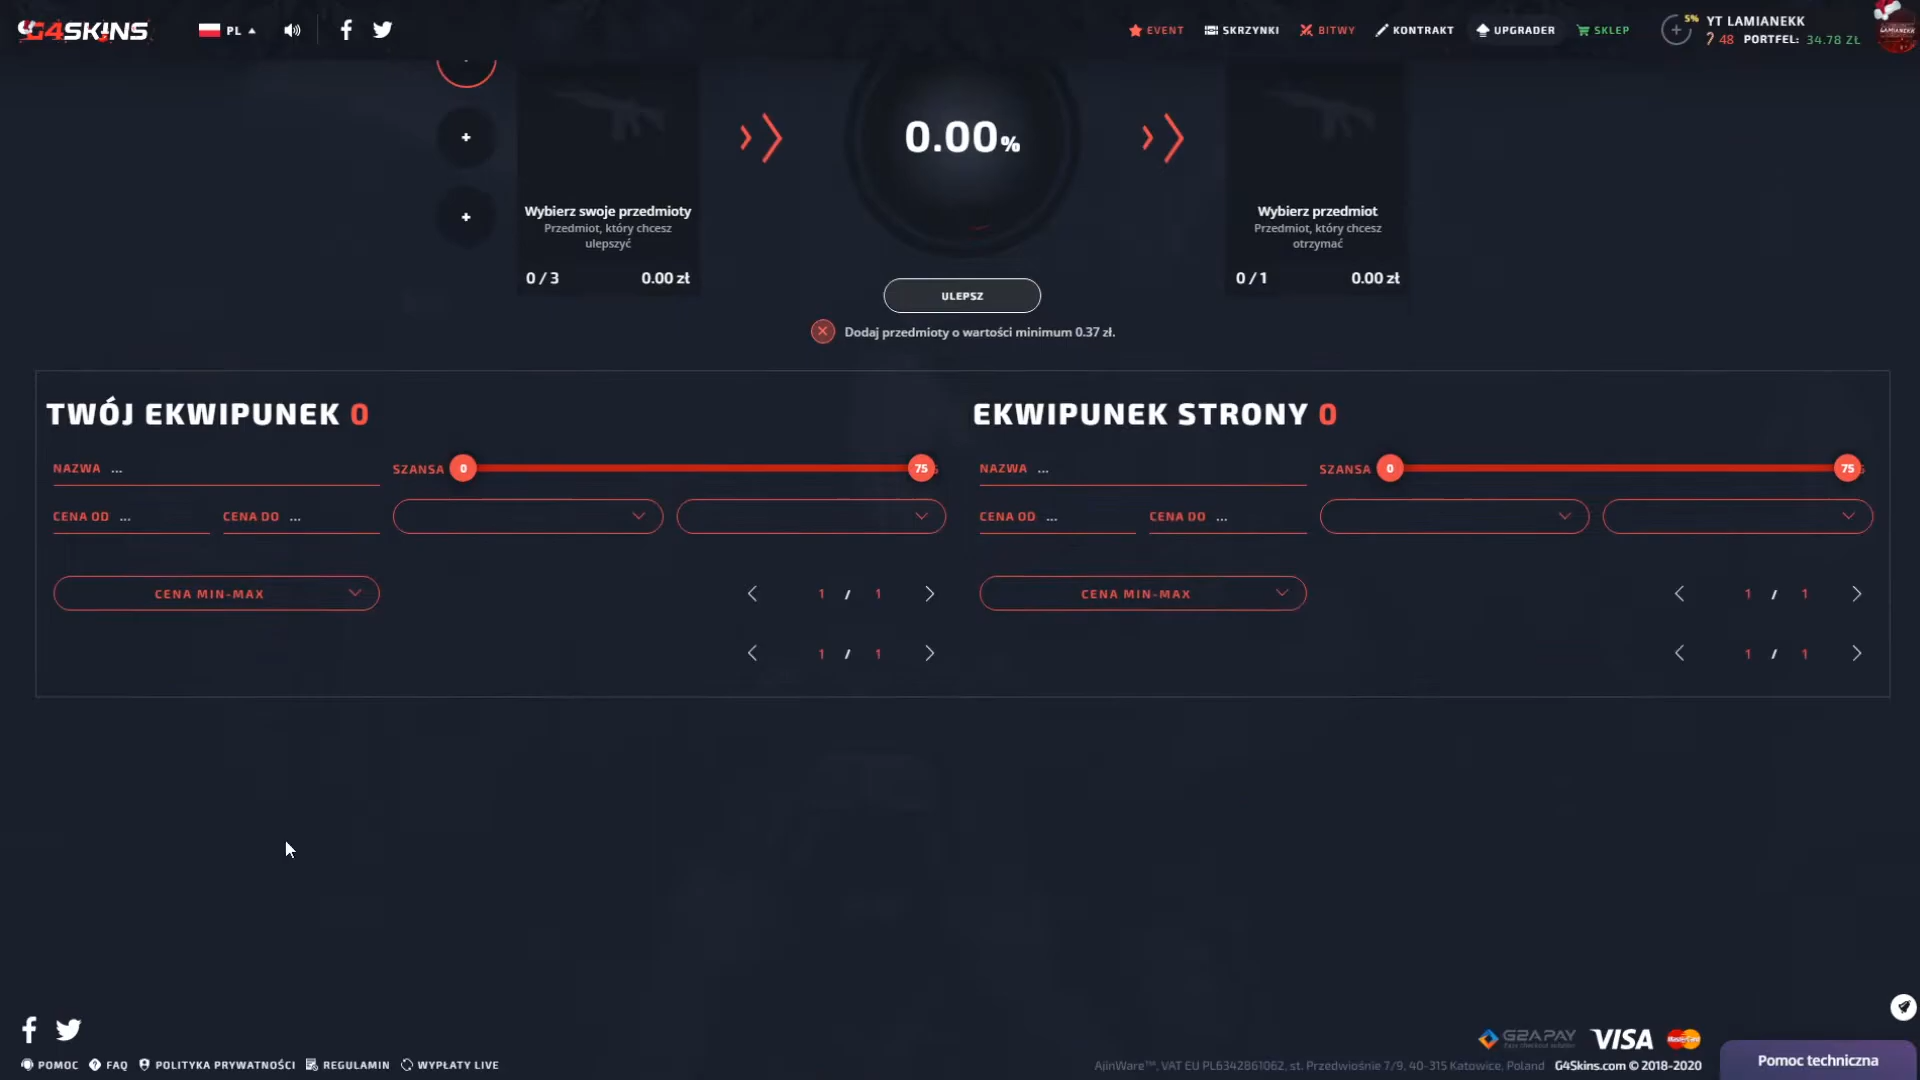 G4SKINS
PL
EVENT
SKRZYNKI
BITWY
KONTRAKT
UPGRADER
SKLEP
5%
YT LAMIANEKK
48 PORTFEL: 34.78 ZŁ
LAMIANEKK
+
+
0.00%
Wybierz swoje przedmioty
Przedmiot, który chcesz
ulepszyć
0 / 3 0.00 zł
Wybierz przedmiot
Przedmiot, który chcesz
otrzymać
0 / 1 0.00 zł
ULEPSZ
Dodaj przedmioty o wartości minimum 0.37 zł.
TWÓJ EKWIPUNEK 0
NAZWA ...
SZANSA 0 75
CENA OD ... CENA DO ...
CENA MIN-MAX
1 / 1
1 / 1
EKWIPUNEK STRONY 0
NAZWA ...
SZANSA 0 75
CENA OD ... CENA DO ...
CENA MIN-MAX
1 / 1
1 / 1
G2A PAY
VISA
MasterCard
POMOC FAQ POLITYKA PRYWATNOŚCI REGULAMIN WYPŁATY LIVE
AjinWare™, VAT EU PL6342861062, st. Przedwiośnie 7/9, 40-315 Katowice, Poland G4Skins.com © 2018-2020
Pomoc techniczna